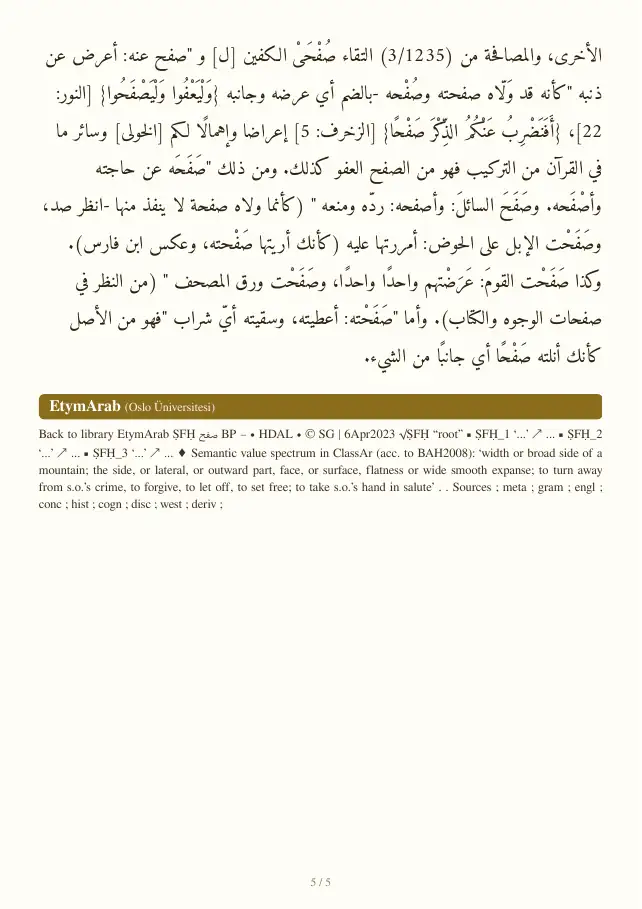 الأخرى، والمصافحة من (3/1235) التقاء صُفْحَىْ الكفين [ل] و "صفح عنه: أعرض عن
ذنبه "كأنه قد وَلّاه صفحته وصُفْحه -بالضم أي عرضه وجانبه {وَلْيَعْفُوا وَلْيَصْفَحُوا} [النور:
22]، {أَفَنَضْرِبُ عَنْكُمُ الذِّكْرَ صَفْحًا} [الزخرف: 5] إعراضا وإهمالًا لكم [الخولى] وسائر ما
في القرآن من التركيب فهو من الصفح العفو كذلك. ومن ذلك "صَفَحَه عن حاجته
وأصْفَحه. وصَفَحَ السائلَ: وأصفحه: ردّه ومنعه " (كأنما ولاه صفحة لا ينفذ منها -انظر صد،
وصَفَحْت الإبل على الحوض: أمررتها عليه (كأنك أريتها صَفْحته، وعكس ابن فارس).
وكذا صَفَحْت القومَ: عَرَضْتهم واحدًا واحدًا، وصَفَحْت ورق المصحف " (من النظر في
صفحات الوجوه والكتاب). وأما "صَفَحْته: أعطيته، وسقيته أيّ شراب "فهو من الأصل
كأنك أنلته صَفْحًا أي جانبًا من الشيء.
EtymArab (Oslo Üniversitesi)
Back to library EtymArab ṢFḤ صفح BP – • HDAL • © SG | 6Apr2023 √ṢFḤ “root” ▪ ṢFḤ_1 ‘...’ ↗ ... ▪ ṢFḤ_2
‘...’ ↗ ... ▪ ṢFḤ_3 ‘...’ ↗ ... ♦ Semantic value spectrum in ClassAr (acc. to BAH2008): ‘width or broad side of a
mountain; the side, or lateral, or outward part, face, or surface, flatness or wide smooth expanse; to turn away
from s.o.’s crime, to forgive, to let off, to set free; to take s.o.’s hand in salute’ . . Sources ; meta ; gram ; engl ;
conc ; hist ; cogn ; disc ; west ; deriv ;
5 / 5